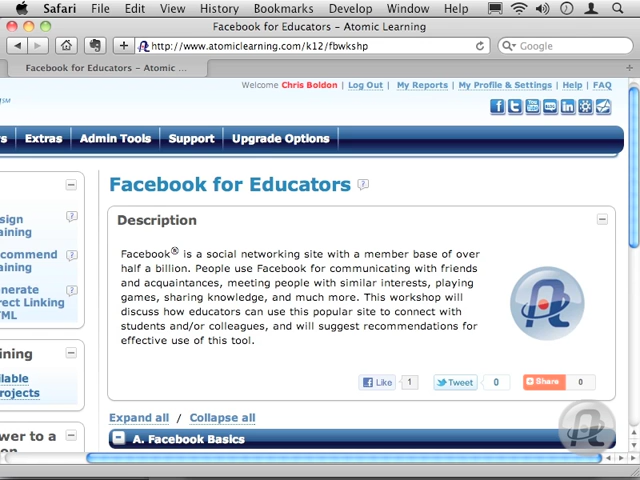 Safari File Edit View History Bookmarks Develop Window Help
Facebook for Educators – Atomic Learning
http://www.atomiclearning.com/k12/fbwkshp
Google
Facebook for Educators – Atomic ...
Welcome Chris Boldon | Log Out | My Reports | My Profile & Settings | Help | FAQ
s Extras Admin Tools Support Upgrade Options
Facebook for Educators
Description
Facebook® is a social networking site with a member base of over
half a billion. People use Facebook for communicating with friends
and acquaintances, meeting people with similar interests, playing
games, sharing knowledge, and much more. This workshop will
discuss how educators can use this popular site to connect with
students and/or colleagues, and will suggest recommendations for
effective use of this tool.
Like 1 Tweet 0 Share 0
Expand all / Collapse all
A. Facebook Basics
sign
aining
commend
aining
nerate
rect Linking
ML
ining
ilable
rojects
wer to a